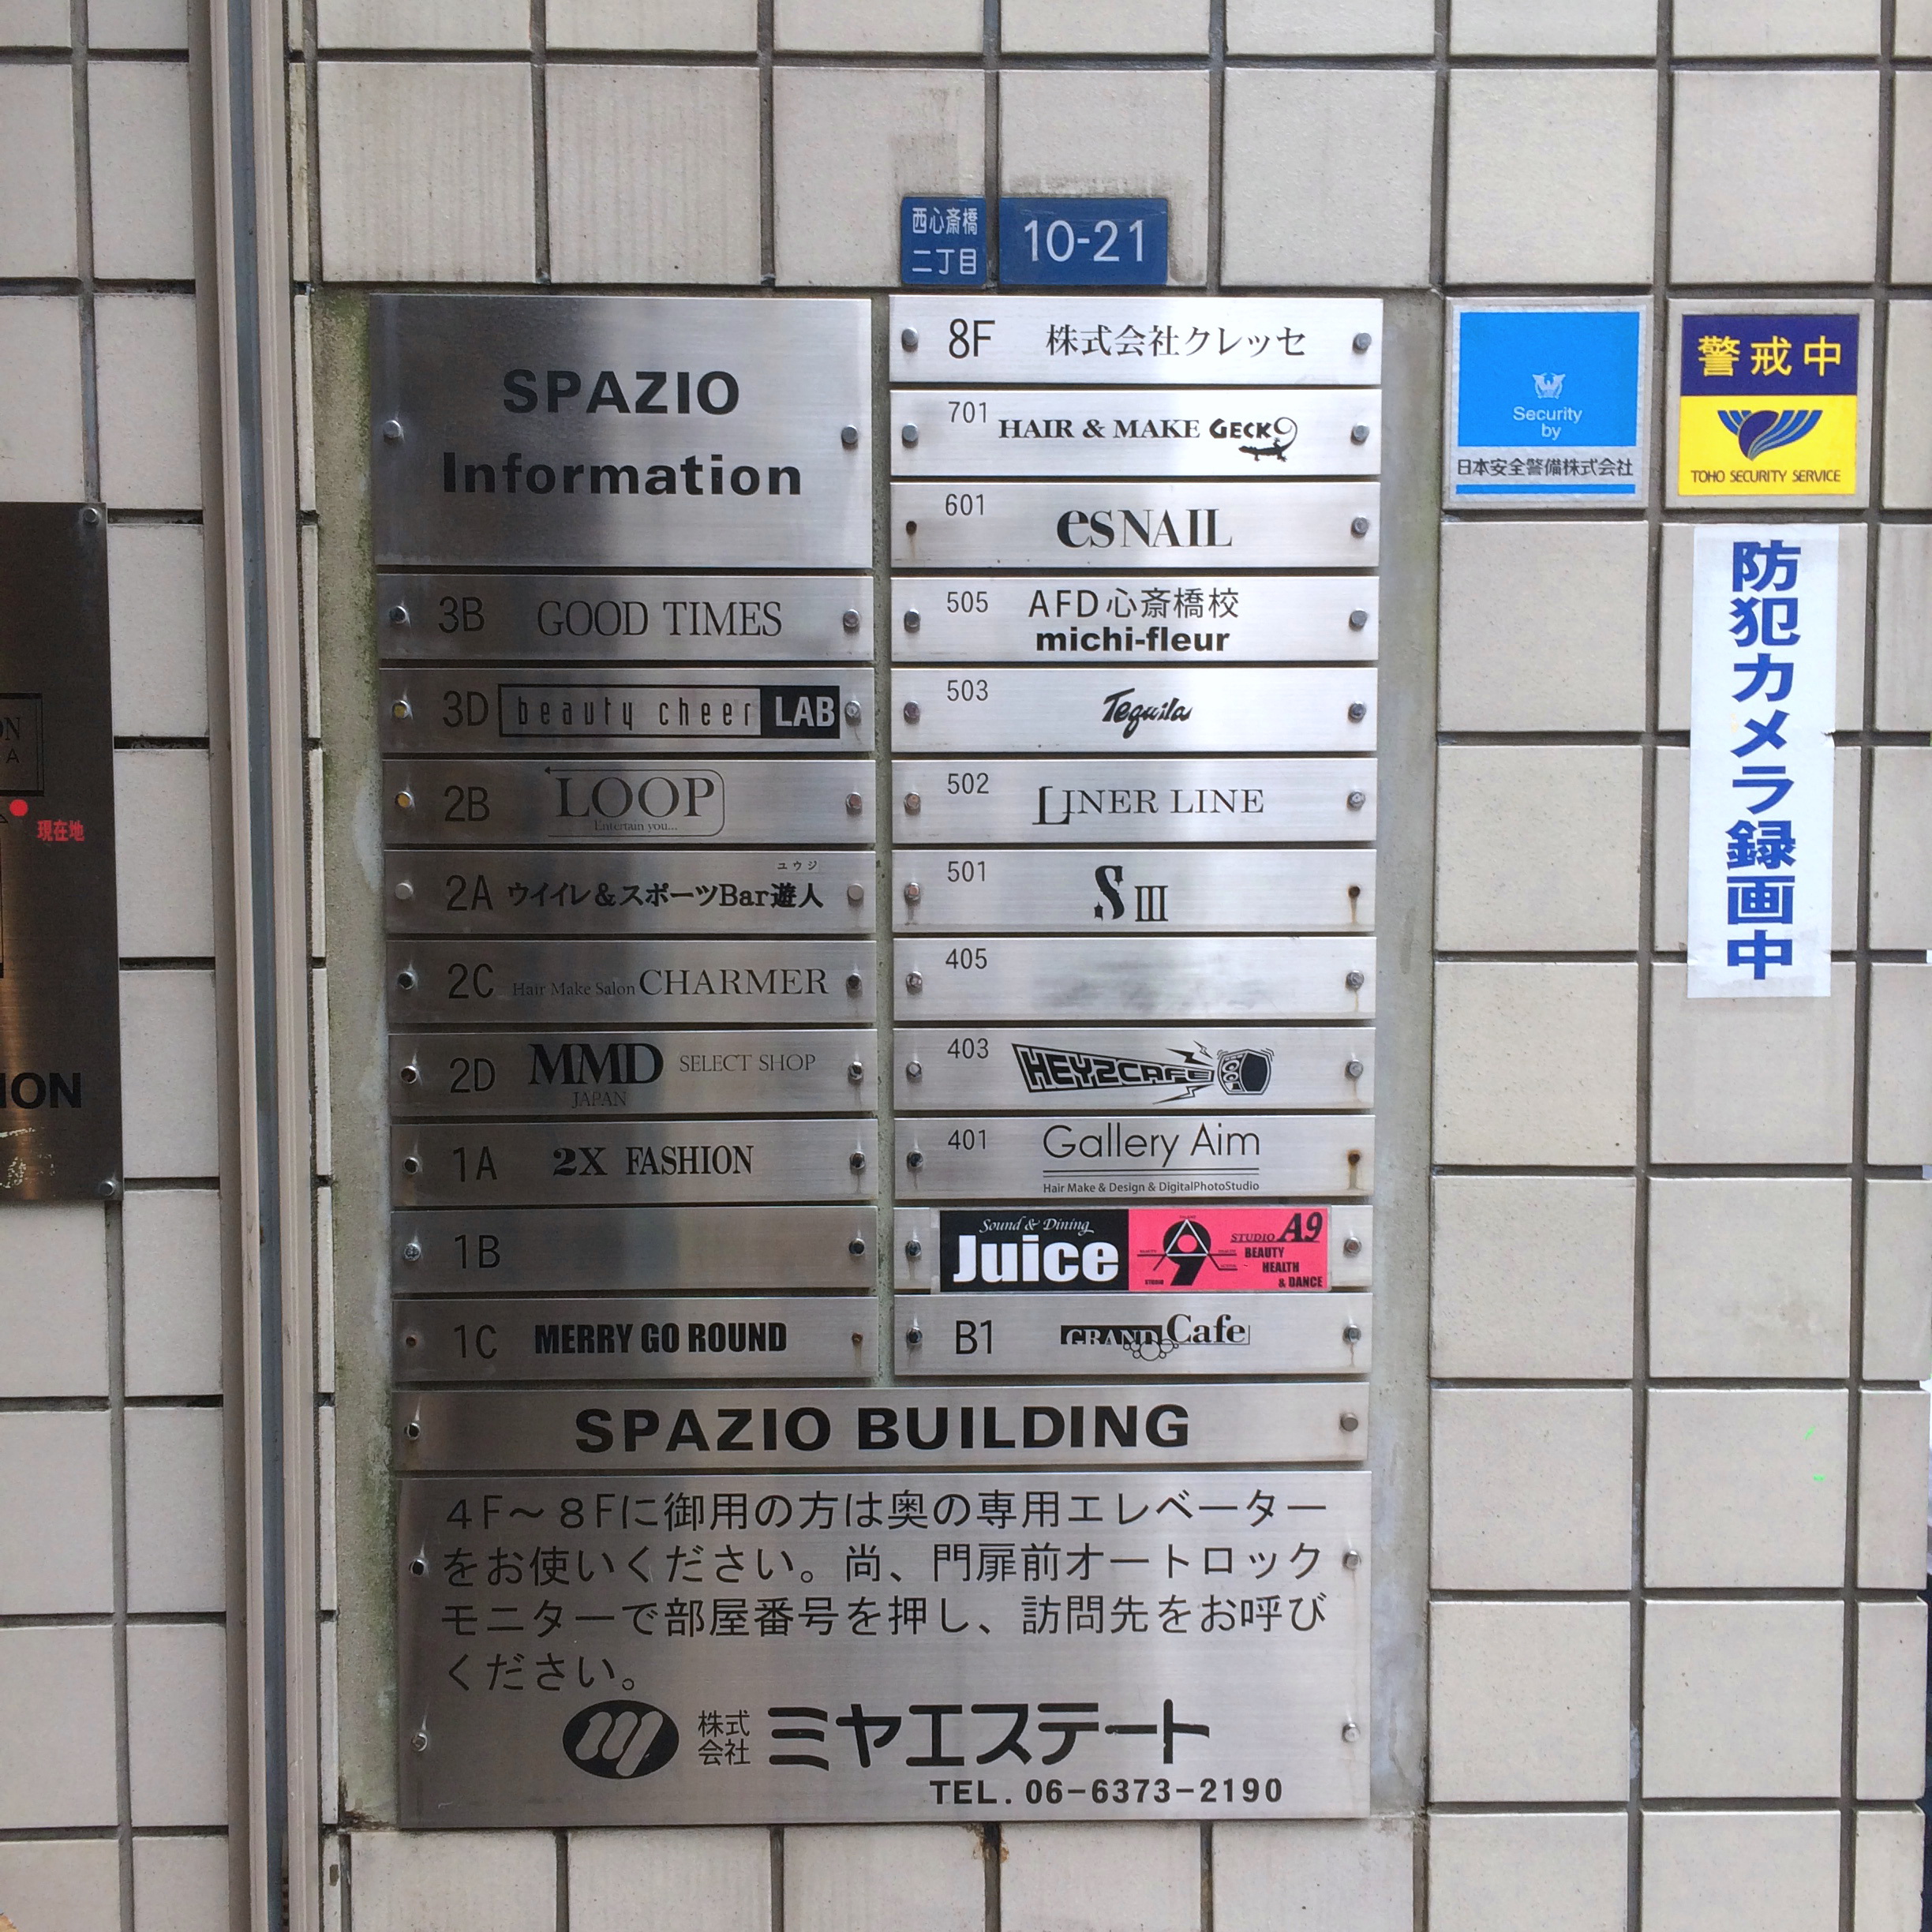 西心斎橋
二丁目
10-21
SPAZIO
Information
3B GOOD TIMES
3D beauty cheer LAB
2B LOOP
Entertain you...
ユウジ
2A ウイイレ&スポーツBar遊人
2C Hair Make Salon CHARMER
2D MMD SELECT SHOP
JAPAN
1A 2X FASHION
1B
1C MERRY GO ROUND
8F 株式会社クレッセ
701 HAIR & MAKE GECKO
601 es NAIL
505 AFD心斎橋校
michi-fleur
503 Tequila
502 LINER LINE
501 S III
405
403 HEYZCAFE
401 Gallery Aim
Hair Make & Design & DigitalPhotoStudio
Sound & Dining
Juice
STUDIO A9
BEAUTY
HEALTH
& DANCE
B1 GRAND Cafe
SPAZIO BUILDING
4F～8Fに御用の方は奥の専用エレベーター
をお使いください。尚、門扉前オートロック
モニターで部屋番号を押し、訪問先をお呼び
ください。
株式
会社
ミヤエステート
TEL. 06-6373-2190
Security
by
日本安全警備株式会社
警戒中
TOHO SECURITY SERVICE
防犯カメラ録画中
ON
A
現在地
ION